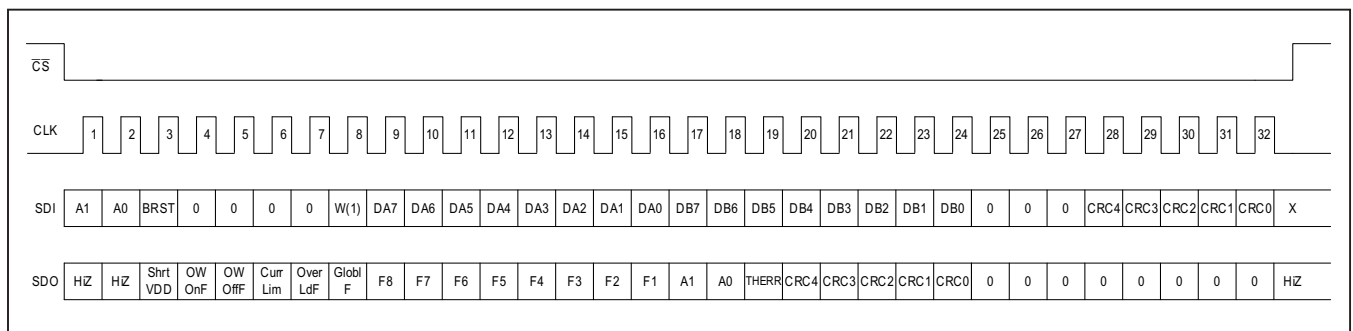 CS
CLK 1 2 3 4 5 6 7 8 9 10 11 12 13 14 15 16 17 18 19 20 21 22 23 24 25 26 27 28 29 30 31 32
SDI A1 A0 BRST 0 0 0 0 W(1) DA7 DA6 DA5 DA4 DA3 DA2 DA1 DA0 DB7 DB6 DB5 DB4 DB3 DB2 DB1 DB0 0 0 0 CRC4 CRC3 CRC2 CRC1 CRC0 X
SDO HiZ HiZ Shrt VDD OW OnF OW OffF Curr Lim Over LdF Globl F F8 F7 F6 F5 F4 F3 F2 F1 A1 A0 THERR CRC4 CRC3 CRC2 CRC1 CRC0 0 0 0 0 0 0 0 0 HiZ